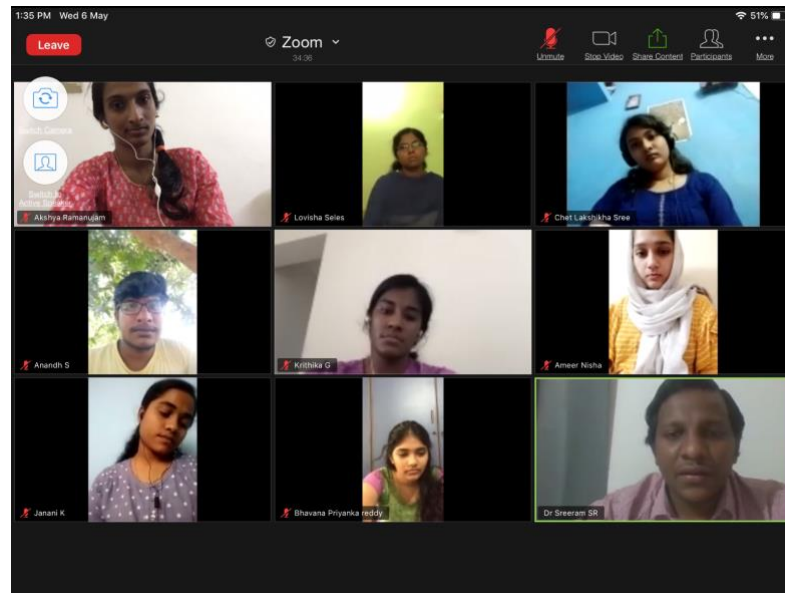 1:35 PM Wed 6 May
51%
Leave
Zoom
34:36
Unmute
Stop Video
Share Content
Participants
More
Switch Camera
Switch to
Active Speaker
Akshya Ramanujam
Lovisha Seles
Chet Lakshikha Sree
Anandh S
Krithika G
Ameer Nisha
Janani K
Bhavana Priyanka reddy
Dr Sreeram SR